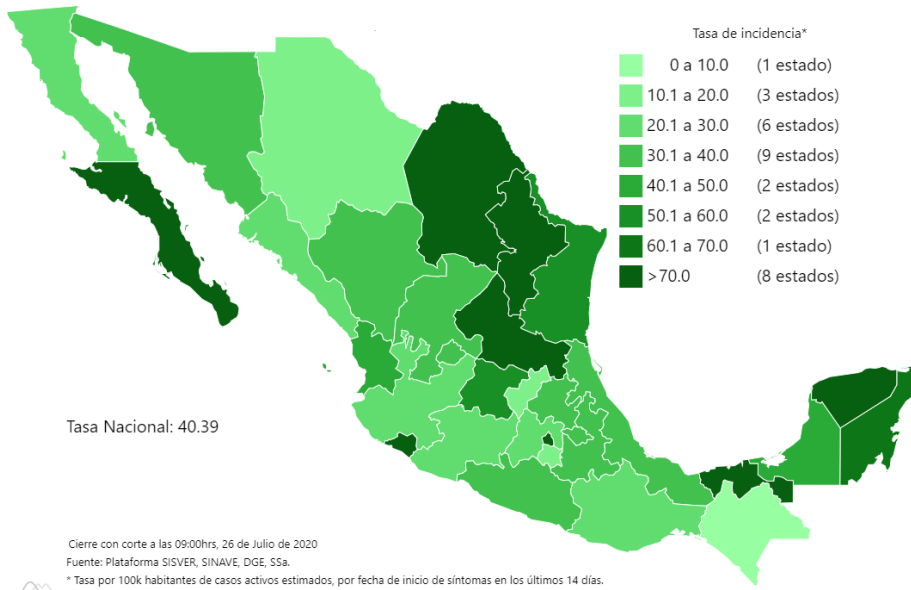 Tasa de incidencia*
0 a 10.0 (1 estado)
10.1 a 20.0 (3 estados)
20.1 a 30.0 (6 estados)
30.1 a 40.0 (9 estados)
40.1 a 50.0 (2 estados)
50.1 a 60.0 (2 estados)
60.1 a 70.0 (1 estado)
>70.0 (8 estados)
Tasa Nacional: 40.39
Cierre con corte a las 09:00hrs, 26 de Julio de 2020
Fuente: Plataforma SISVER, SINAVE, DGE, SSa.
* Tasa por 100k habitantes de casos activos estimados, por fecha de inicio de síntomas en los últimos 14 días.